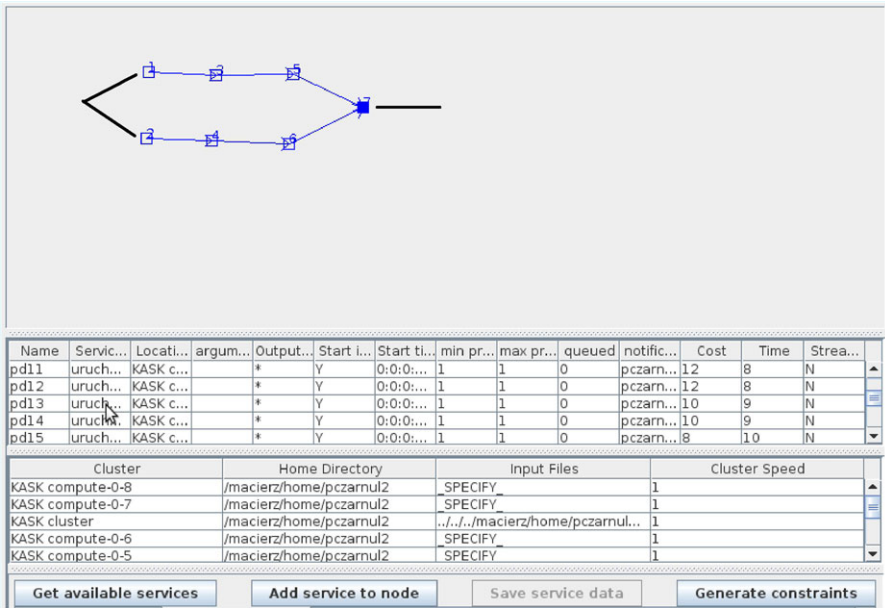 1 3 5
7
2 4 6
Name Servic... Locati... argum... Output... Start i... Start ti... min pr... max pr... queued notific... Cost Time Strea...
pd11 uruch... KASK c... * Y 0:0:0:... 1 1 0 pczarn... 12 8 N
pd12 uruch... KASK c... * Y 0:0:0:... 1 1 0 pczarn... 12 8 N
pd13 uruch... KASK c... * Y 0:0:0:... 1 1 0 pczarn... 10 9 N
pd14 uruch... KASK c... * Y 0:0:0:... 1 1 0 pczarn... 10 9 N
pd15 uruch... KASK c... * Y 0:0:0:... 1 1 0 pczarn... 8 10 N
Cluster Home Directory Input Files Cluster Speed
KASK compute-0-8 /macierz/home/pczarnul2 _SPECIFY_ 1
KASK compute-0-7 /macierz/home/pczarnul2 _SPECIFY_ 1
KASK cluster /macierz/home/pczarnul2 ../../../macierz/home/pczarnul... 1
KASK compute-0-6 /macierz/home/pczarnul2 _SPECIFY_ 1
KASK compute-0-5 /macierz/home/pczarnul2 _SPECIFY_ 1
Get available services Add service to node Save service data Generate constraints